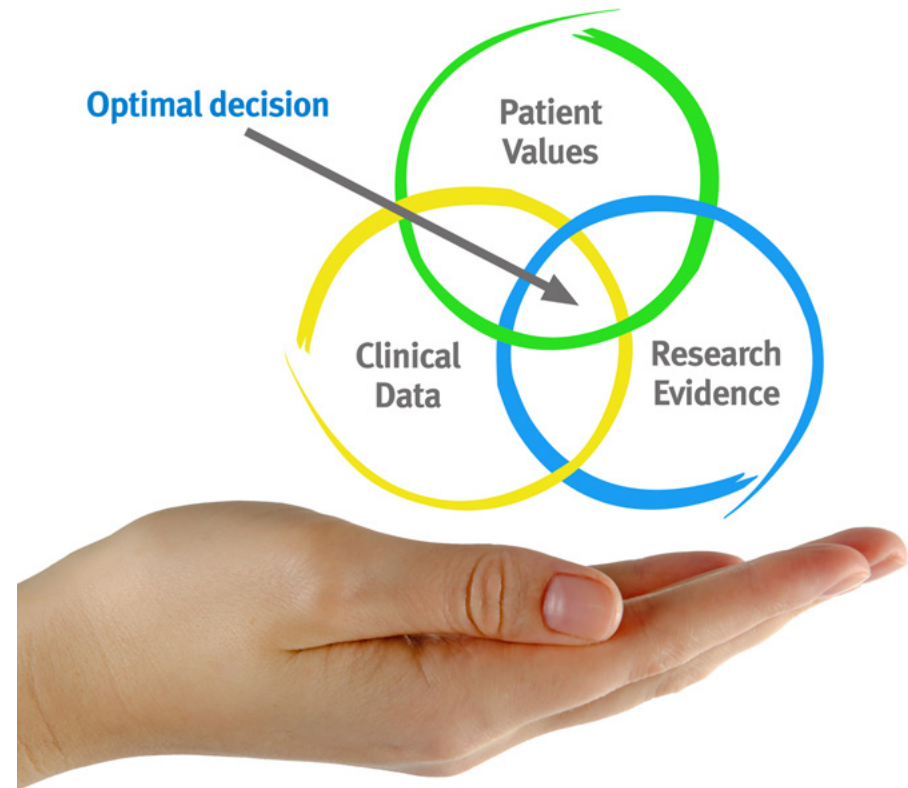 Optimal decision
Patient
Values
Clinical
Data
Research
Evidence